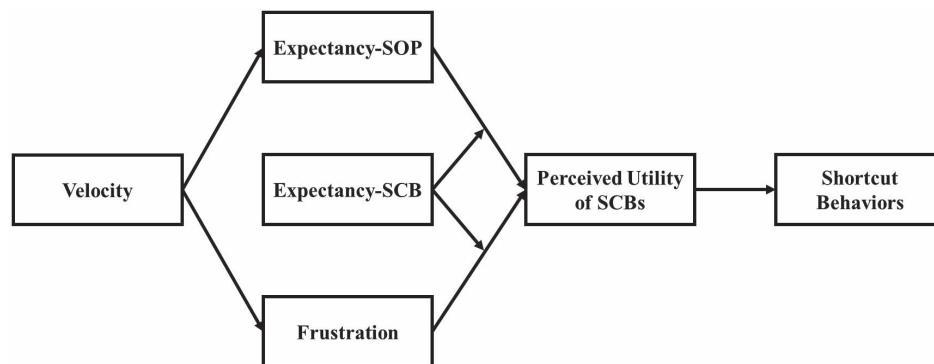 Expectancy-SOP
Velocity
Expectancy-SCB
Perceived Utility
of SCBs
Shortcut
Behaviors
Frustration